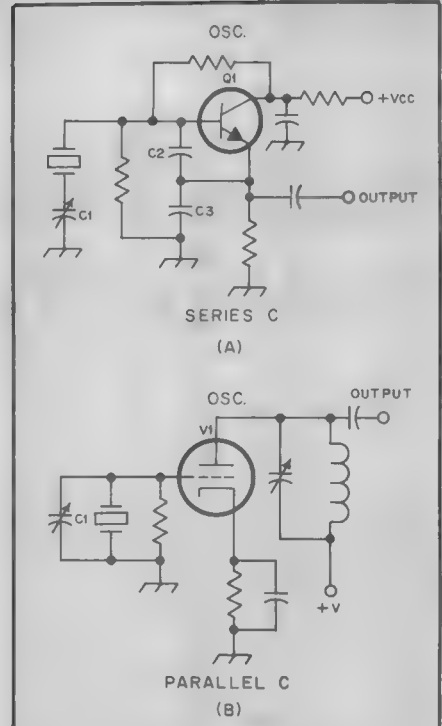 OSC.
Q1
+VCC
C2
C1
C3
OUTPUT
SERIES C
(A)
OUTPUT
OSC.
V1
C1
+V
PARALLEL C
(B)